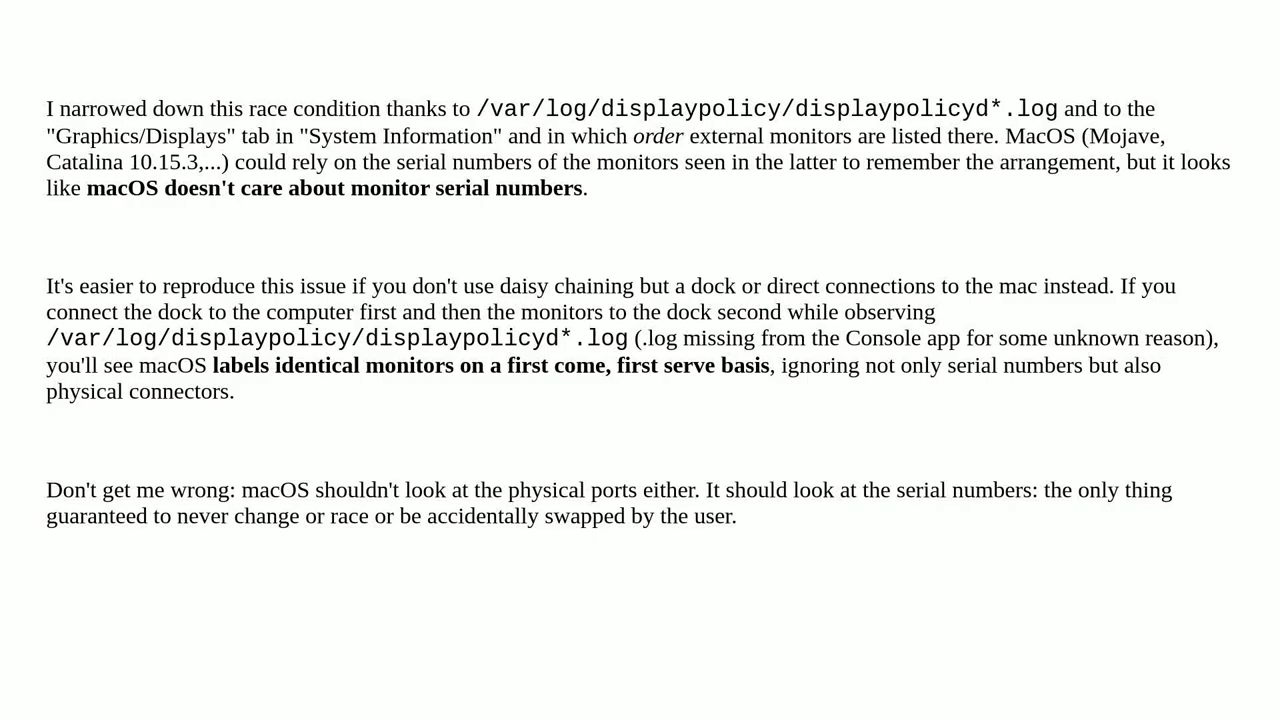 I narrowed down this race condition thanks to /var/log/displaypolicy/displaypolicyd*.log and to the
"Graphics/Displays" tab in "System Information" and in which order external monitors are listed there. MacOS (Mojave,
Catalina 10.15.3,...) could rely on the serial numbers of the monitors seen in the latter to remember the arrangement, but it looks
like macOS doesn't care about monitor serial numbers.
It's easier to reproduce this issue if you don't use daisy chaining but a dock or direct connections to the mac instead. If you
connect the dock to the computer first and then the monitors to the dock second while observing
/var/log/displaypolicy/displaypolicyd*.log (.log missing from the Console app for some unknown reason),
you'll see macOS labels identical monitors on a first come, first serve basis, ignoring not only serial numbers but also
physical connectors.
Don't get me wrong: macOS shouldn't look at the physical ports either. It should look at the serial numbers: the only thing
guaranteed to never change or race or be accidentally swapped by the user.